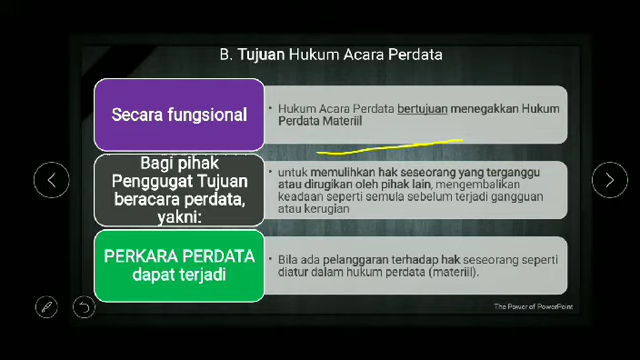 B. Tujuan Hukum Acara Perdata
Secara fungsional
• Hukum Acara Perdata bertujuan menegakkan Hukum
Perdata Materiil
Bagi pihak
Penggugat Tujuan
beracara perdata,
yakni:
• untuk memulihkan hak seseorang yang terganggu
atau dirugikan oleh pihak lain, mengembalikan
keadaan seperti semula sebelum terjadi gangguan
atau kerugian
PERKARA PERDATA
dapat terjadi
• Bila ada pelanggaran terhadap hak seseorang seperti
diatur dalam hukum perdata (materiil).
The Power of PowerPoint